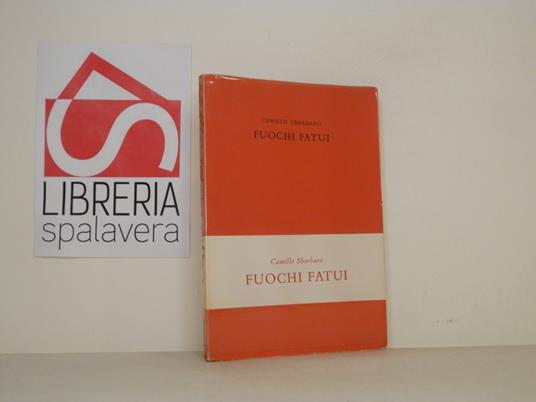 LIBRERIA
spalavera
CAMILLO SBARBARO
FUOCHI FATUI
Camillo Sbarbaro
FUOCHI FATUI